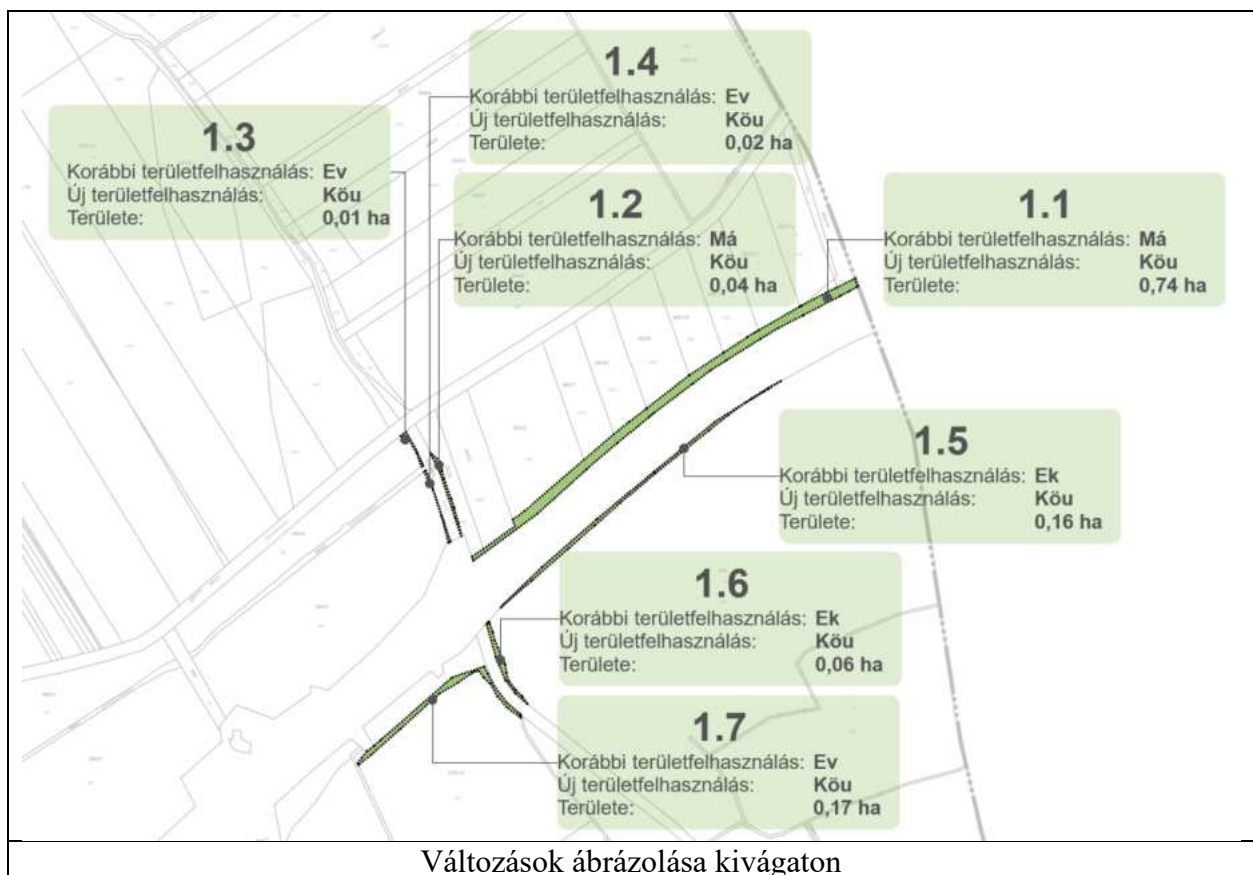 1.4
Korábbi területfelhasználás: Ev
Új területfelhasználás: Köu
Területe: 0,02 ha
1.3
Korábbi területfelhasználás: Ev
Új területfelhasználás: Köu
Területe: 0,01 ha
1.2
Korábbi területfelhasználás: Má
Új területfelhasználás: Köu
Területe: 0,04 ha
1.1
Korábbi területfelhasználás: Má
Új területfelhasználás: Köu
Területe: 0,74 ha
1.5
Korábbi területfelhasználás: Ek
Új területfelhasználás: Köu
Területe: 0,16 ha
1.6
Korábbi területfelhasználás: Ek
Új területfelhasználás: Köu
Területe: 0,06 ha
1.7
Korábbi területfelhasználás: Ev
Új területfelhasználás: Köu
Területe: 0,17 ha
Változások ábrázolása kivágaton